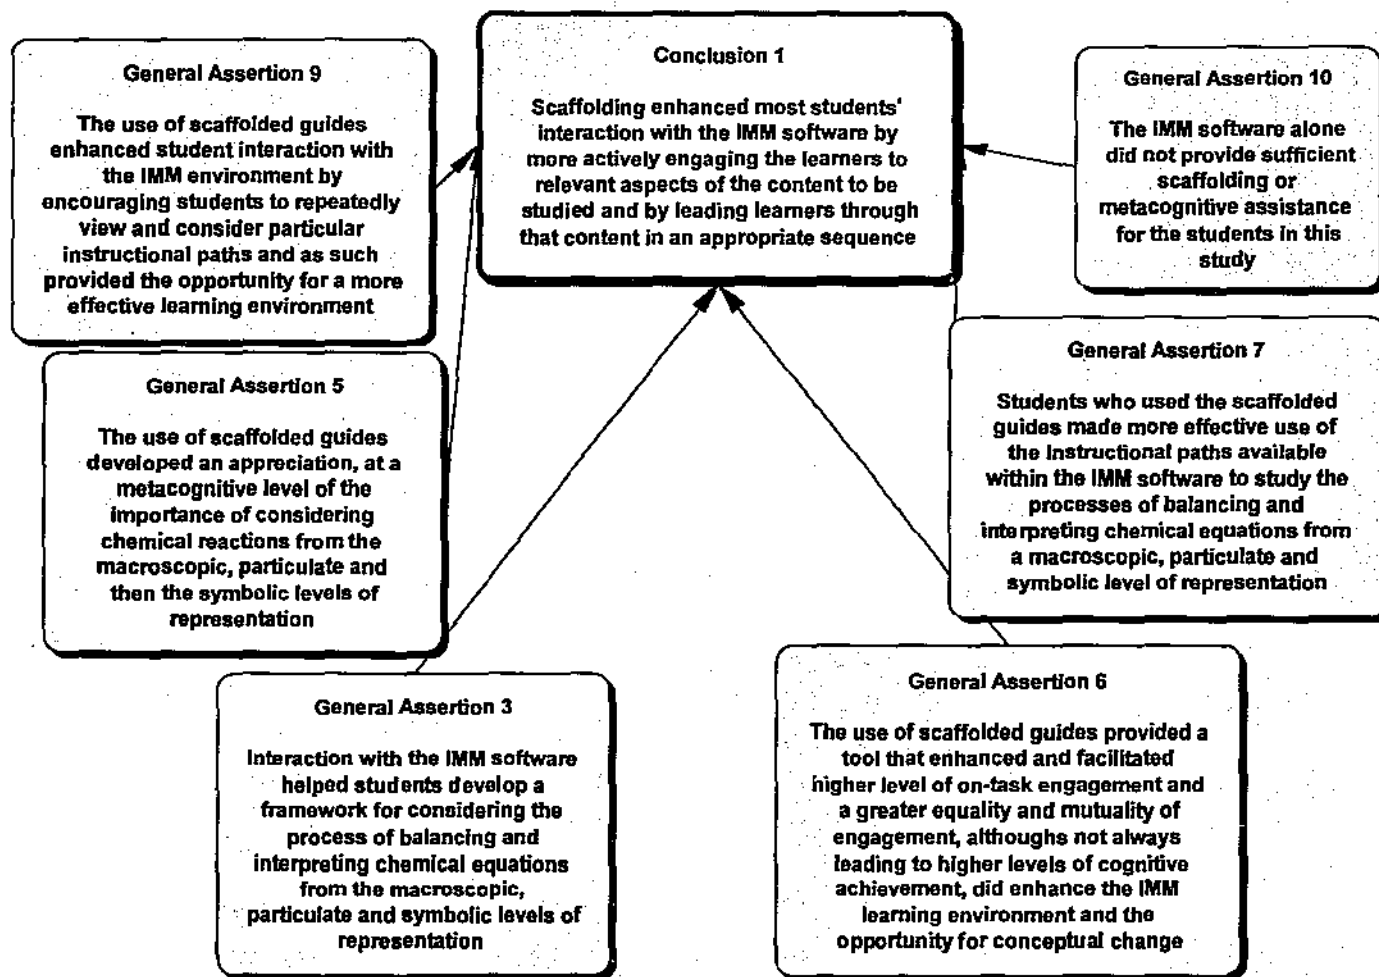 Conclusion 1
Scaffolding enhanced most students'
interaction with the IMM software by
more actively engaging the learners to
relevant aspects of the content to be
studied and by leading learners through
that content in an appropriate sequence
General Assertion 9
The use of scaffolded guides
enhanced student interaction with
the IMM environment by
encouraging students to repeatedly
view and consider particular
instructional paths and as such
provided the opportunity for a more
effective learning environment
General Assertion 10
The IMM software alone
did not provide sufficient
scaffolding or
metacognitive assistance
for the students in this
study
General Assertion 5
The use of scaffolded guides
developed an appreciation, at a
metacognitive level of the
importance of considering
chemical reactions from the
macroscopic, particulate and
then the symbolic levels of
representation
General Assertion 7
Students who used the scaffolded
guides made more effective use of
the instructional paths available
within the IMM software to study the
processes of balancing and
interpreting chemical equations from
a macroscopic, particulate and
symbolic level of representation
General Assertion 3
Interaction with the IMM software
helped students develop a
framework for considering the
process of balancing and
interpreting chemical equations
from the macroscopic,
particulate and symbolic levels of
representation
General Assertion 6
The use of scaffolded guides provided a
tool that enhanced and facilitated
higher level of on-task engagement and
a greater equality and mutuality of
engagement, althoughs not always
leading to higher levels of cognitive
achievement, did enhance the IMM
learning environment and the
opportunity for conceptual change